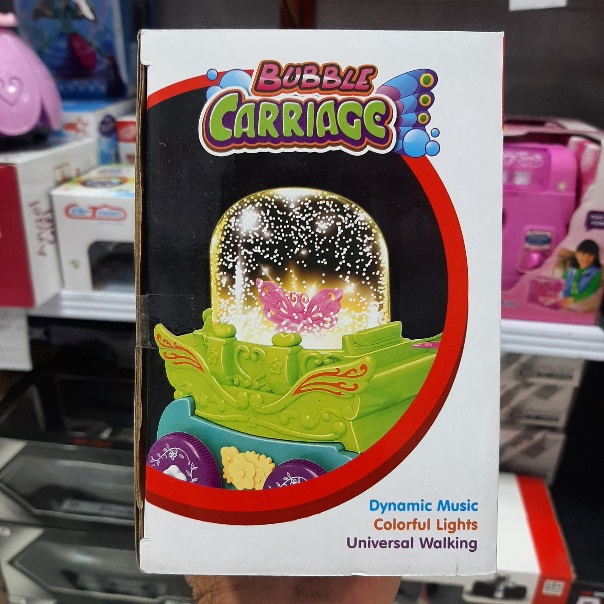 BUBBLE
CARRIAGE
Dynamic Music
Colorful Lights
Universal Walking